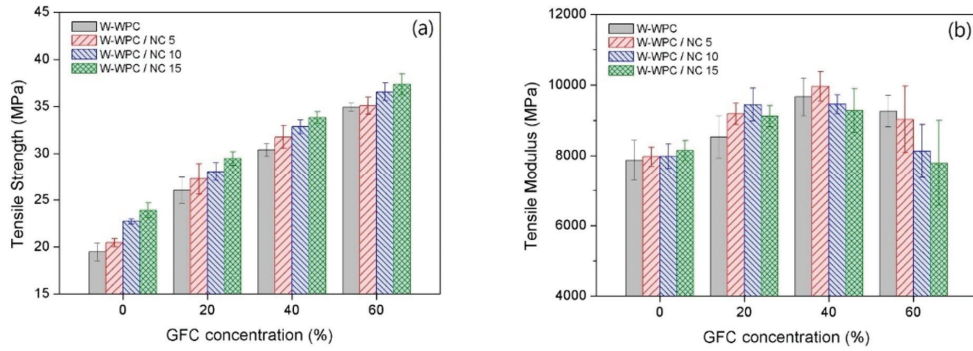 (a)
W-WPC
W-WPC / NC 5
W-WPC / NC 10
W-WPC / NC 15
Tensile Strength (MPa)
45
40
35
30
25
20
15
0 20 40 60
GFC concentration (%)
(b)
W-WPC
W-WPC / NC 5
W-WPC / NC 10
W-WPC / NC 15
Tensile Modulus (MPa)
12000
10000
8000
6000
4000
0 20 40 60
GFC concentration (%)